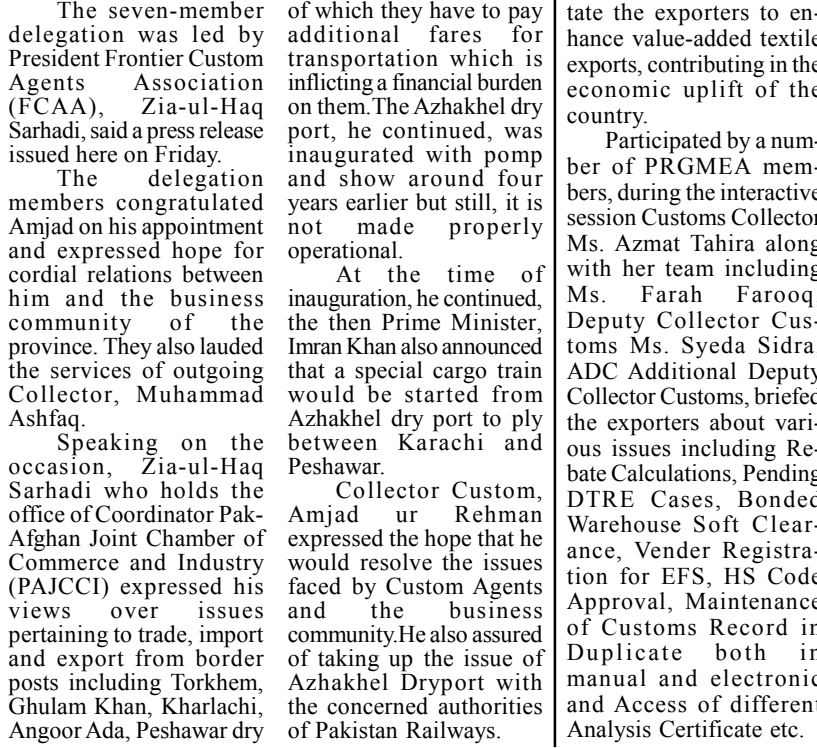 The seven-member
delegation was led by
President Frontier Custom
Agents Association
(FCAA), Zia-ul-Haq
Sarhadi, said a press release
issued here on Friday.
The delegation
members congratulated
Amjad on his appointment
and expressed hope for
cordial relations between
him and the business
community of the
province. They also lauded
the services of outgoing
Collector, Muhammad
Ashfaq.
Speaking on the
occasion, Zia-ul-Haq
Sarhadi who holds the
office of Coordinator Pak-
Afghan Joint Chamber of
Commerce and Industry
(PAJCCI) expressed his
views over issues
pertaining to trade, import
and export from border
posts including Torkhem,
Ghulam Khan, Kharlachi,
Angoor Ada, Peshawar dry
of which they have to pay
additional fares for
transportation which is
inflicting a financial burden
on them.The Azhakhel dry
port, he continued, was
inaugurated with pomp
and show around four
years earlier but still, it is
not made properly
operational.
At the time of
inauguration, he continued,
the then Prime Minister,
Imran Khan also announced
that a special cargo train
would be started from
Azhakhel dry port to ply
between Karachi and
Peshawar.
Collector Custom,
Amjad ur Rehman
expressed the hope that he
would resolve the issues
faced by Custom Agents
and the business
community.He also assured
of taking up the issue of
Azhakhel Dryport with
the concerned authorities
of Pakistan Railways.
tate the exporters to en-
hance value-added textile
exports, contributing in the
economic uplift of the
country.
Participated by a num-
ber of PRGMEA mem-
bers, during the interactive
session Customs Collector
Ms. Azmat Tahira along
with her team including
Ms. Farah Farooq,
Deputy Collector Cus-
toms Ms. Syeda Sidra,
ADC Additional Deputy
Collector Customs, briefed
the exporters about vari-
ous issues including Re-
bate Calculations, Pending
DTRE Cases, Bonded
Warehouse Soft Clear-
ance, Vender Registra-
tion for EFS, HS Code
Approval, Maintenance
of Customs Record in
Duplicate both in
manual and electronic
and Access of different
Analysis Certificate etc.